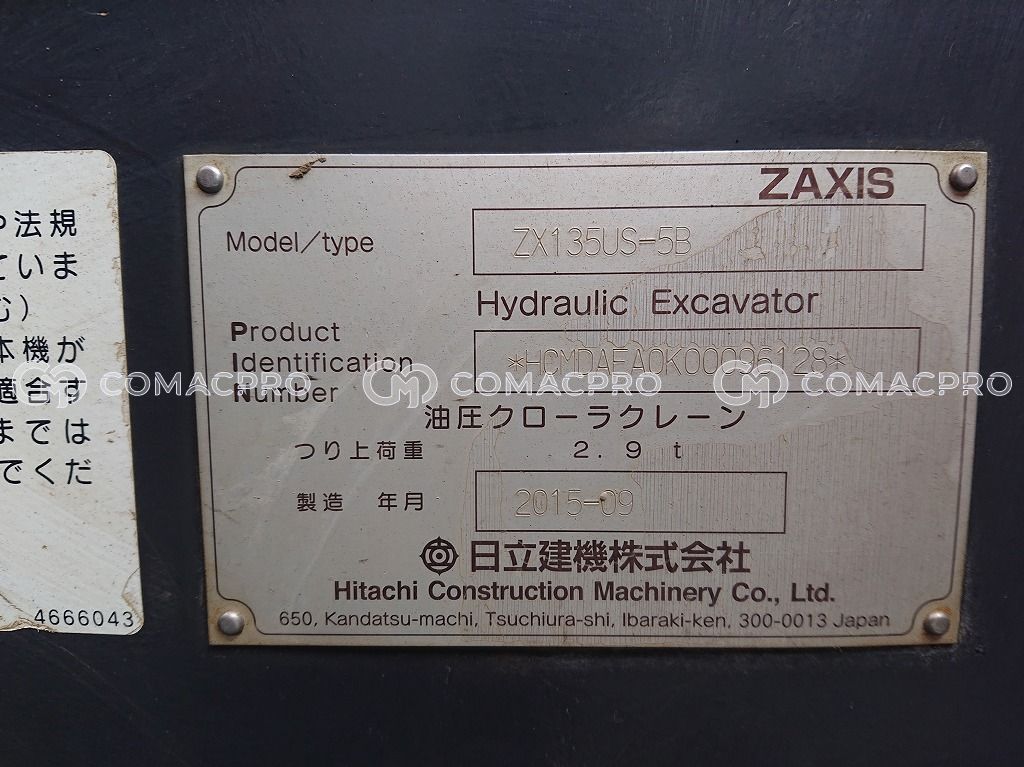 や法規
ていま
む）
本機が
適合す
までは
でくだ
4666043
ZAXIS
Model/type ZX135US-5B
Hydraulic Excavator
Product
Identification
Number
*HCMDAFA0K00096128*
油圧クローラクレーン
つり上荷重 2.9 t
製造 年月 2015-09
日立建機株式会社
Hitachi Construction Machinery Co., Ltd.
650, Kandatsu-machi, Tsuchiura-shi, Ibaraki-ken, 300-0013 Japan
COMACPRO COMACPRO COMACPRO COMACPRO